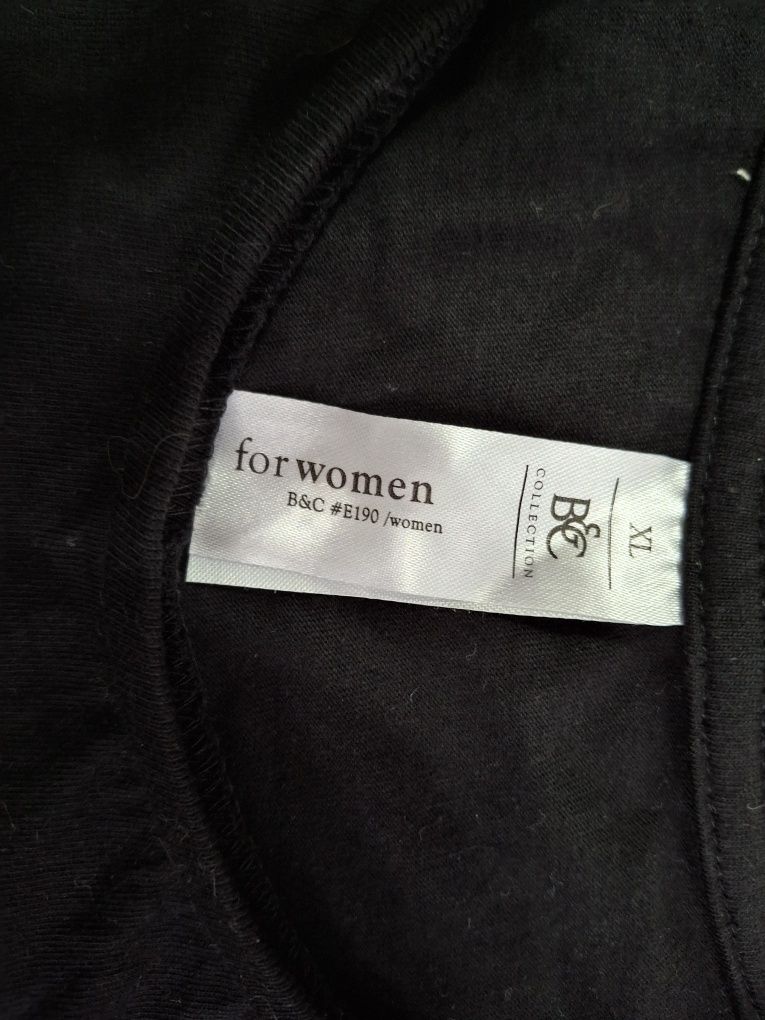 for women
B&C #E190 /women
B&C
COLLECTION
XL